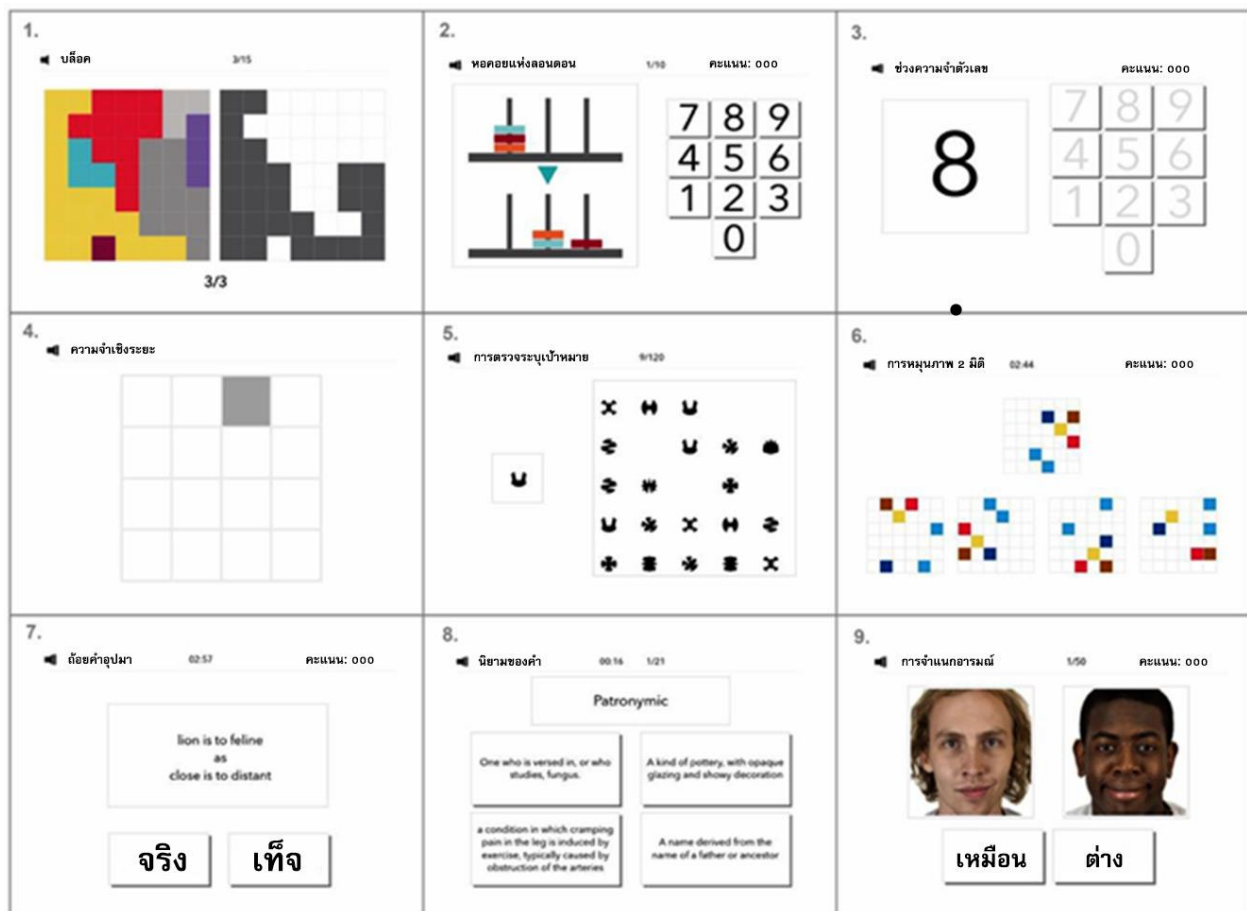 1.
บล็อค 3/15
3/3
2.
หอคอยแห่งลอนดอน 1/10 คะแนน: 000
7 8 9
4 5 6
1 2 3
0
3.
ช่วงความจำตัวเลข คะแนน: 000
8
7 8 9
4 5 6
1 2 3
0
4.
ความจำเชิงระยะ
5.
การตรวจระบุเป้าหมาย 9/120
6.
การหมุนภาพ 2 มิติ 02:44 คะแนน: 000
7.
ถ้อยคำอุปมา 02:57 คะแนน: 000
lion is to feline
as
close is to distant
จริง เท็จ
8.
นิยามของคำ 00:16 1/21
Patronymic
One who is versed in, or who
studies, fungus.
A kind of pottery, with opaque
glazing and showy decoration
a condition in which cramping
pain in the leg is induced by
exercise, typically caused by
obstruction of the arteries
A name derived from the
name of a father or ancestor
9.
การจำแนกอารมณ์ 1/50 คะแนน: 000
เหมือน ต่าง